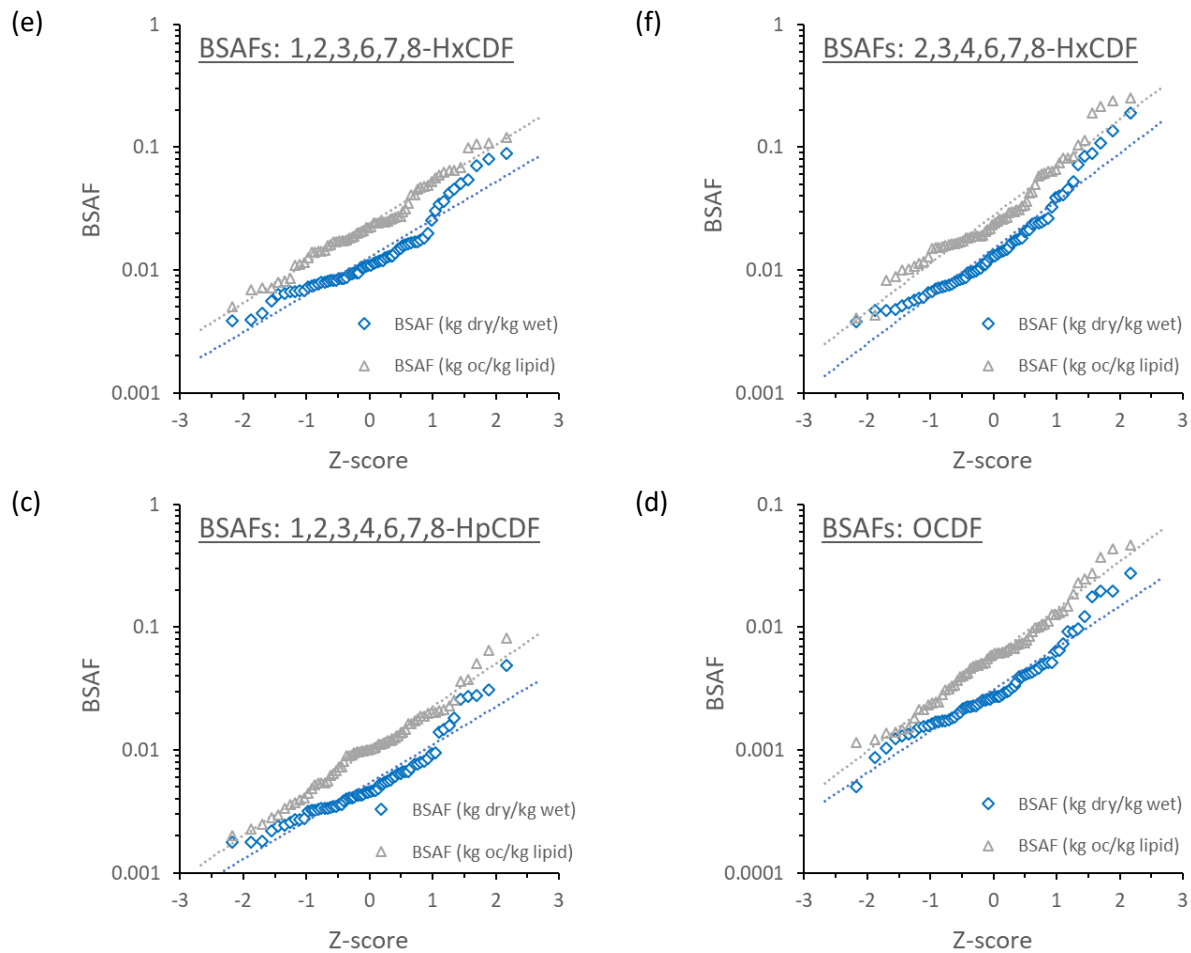 (e)
BSAFs: 1,2,3,6,7,8-HxCDF
1
0.1
0.01
0.001
BSAF
-3 -2 -1 0 1 2 3
Z-score
BSAF (kg dry/kg wet)
BSAF (kg oc/kg lipid)
(f)
BSAFs: 2,3,4,6,7,8-HxCDF
1
0.1
0.01
0.001
BSAF
-3 -2 -1 0 1 2 3
Z-score
BSAF (kg dry/kg wet)
BSAF (kg oc/kg lipid)
(c)
BSAFs: 1,2,3,4,6,7,8-HpCDF
1
0.1
0.01
0.001
BSAF
-3 -2 -1 0 1 2 3
Z-score
BSAF (kg dry/kg wet)
BSAF (kg oc/kg lipid)
(d)
BSAFs: OCDF
0.1
0.01
0.001
0.0001
BSAF
-3 -2 -1 0 1 2 3
Z-score
BSAF (kg dry/kg wet)
BSAF (kg oc/kg lipid)